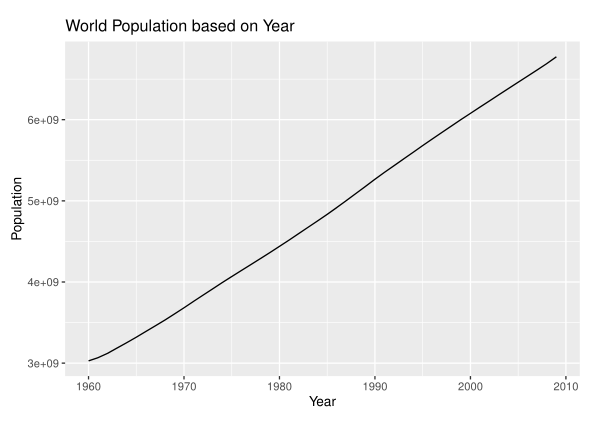 World Population based on Year
Population
6e+09
5e+09
4e+09
3e+09
1960 1970 1980 1990 2000 2010
Year